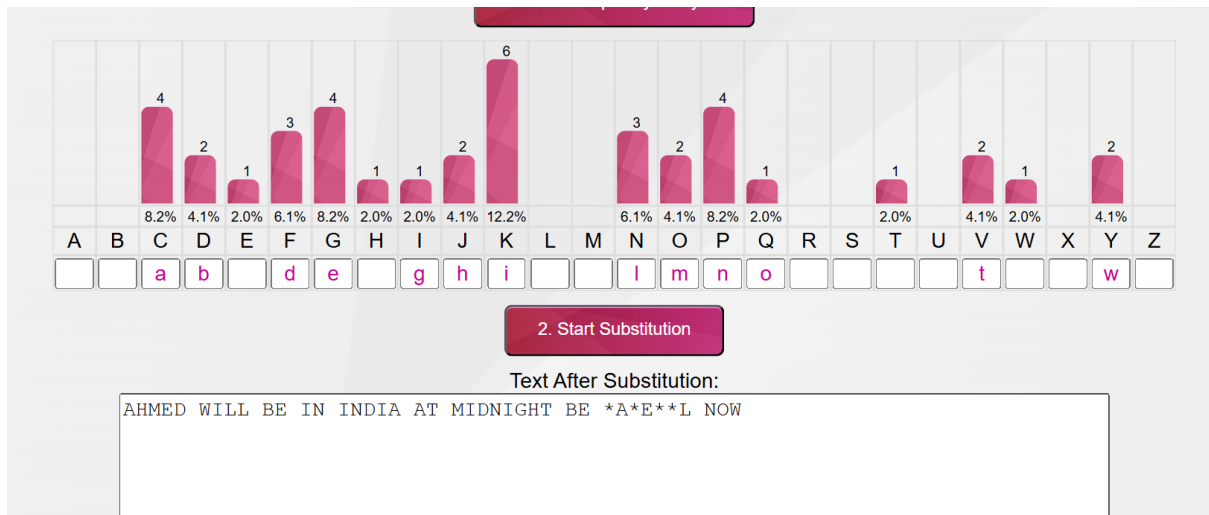 6
4
4
4
3
3
2
2
2
2
2
1
1
1
1
1
1
8.2% 4.1% 2.0% 6.1% 8.2% 2.0% 2.0% 4.1% 12.2% 6.1% 4.1% 8.2% 2.0% 2.0% 4.1% 2.0% 4.1%
A B C D E F G H I J K L M N O P Q R S T U V W X Y Z
a b d e g h i l m n o t w
2. Start Substitution
Text After Substitution:
AHMED WILL BE IN INDIA AT MIDNIGHT BE *A*E**L NOW